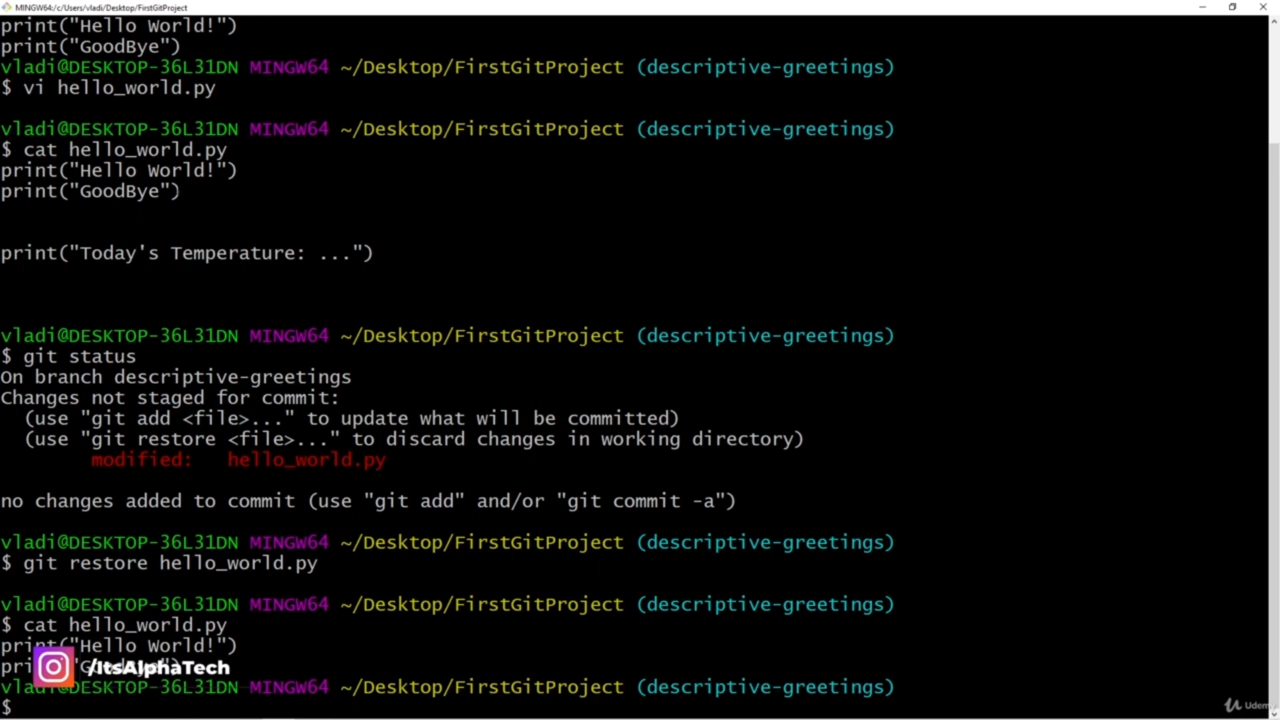 MINGW64:/c/Users/vladi/Desktop/FirstGitProject
print("Hello World!")
print("GoodBye")
vladi@DESKTOP-36L31DN MINGW64 ~/Desktop/FirstGitProject (descriptive-greetings)
$ vi hello_world.py
vladi@DESKTOP-36L31DN MINGW64 ~/Desktop/FirstGitProject (descriptive-greetings)
$ cat hello_world.py
print("Hello World!")
print("GoodBye")
print("Today's Temperature: ...")
vladi@DESKTOP-36L31DN MINGW64 ~/Desktop/FirstGitProject (descriptive-greetings)
$ git status
On branch descriptive-greetings
Changes not staged for commit:
(use "git add <file>..." to update what will be committed)
(use "git restore <file>..." to discard changes in working directory)
modified: hello_world.py
no changes added to commit (use "git add" and/or "git commit -a")
vladi@DESKTOP-36L31DN MINGW64 ~/Desktop/FirstGitProject (descriptive-greetings)
$ git restore hello_world.py
vladi@DESKTOP-36L31DN MINGW64 ~/Desktop/FirstGitProject (descriptive-greetings)
$ cat hello_world.py
print("Hello World!")
/ItsAlphaTech
vladi@DESKTOP-36L31DN MINGW64 ~/Desktop/FirstGitProject (descriptive-greetings)
$
Udemy